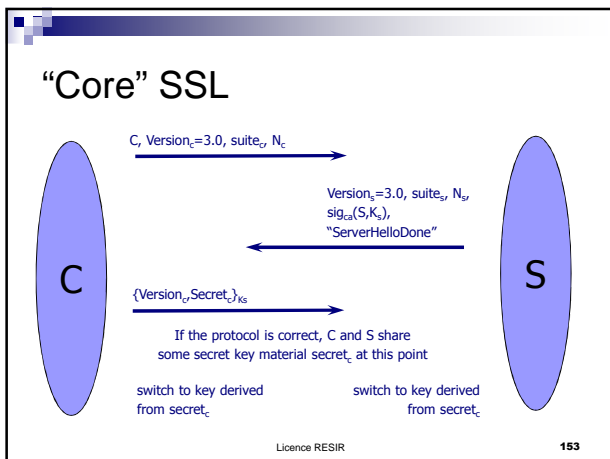 “Core” SSL
C, Version_c=3.0, suite_c, N_c
Version_s=3.0, suite_s, N_s,
sig_ca(S,K_s),
“ServerHelloDone”
C
S
{Version_c,Secret_c}_Ks
If the protocol is correct, C and S share
some secret key material secret_c at this point
switch to key derived
from secret_c
switch to key derived
from secret_c
Licence RESIR
153